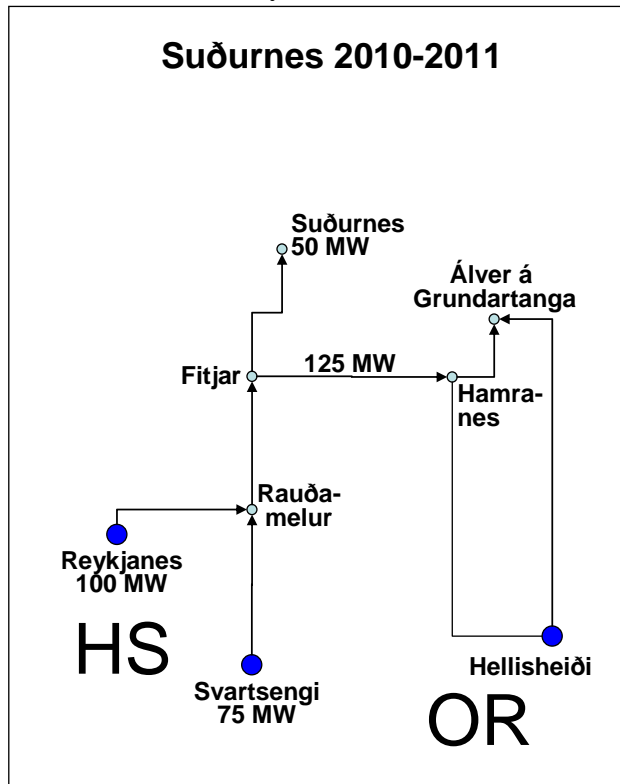 Suðurnes 2010-2011
Suðurnes
50 MW
Álver á
Grundartanga
Fitjar
125 MW
Hamra-
nes
Rauða-
melur
Reykjanes
100 MW
HS
Svartsengi
75 MW
Hellisheiði
OR